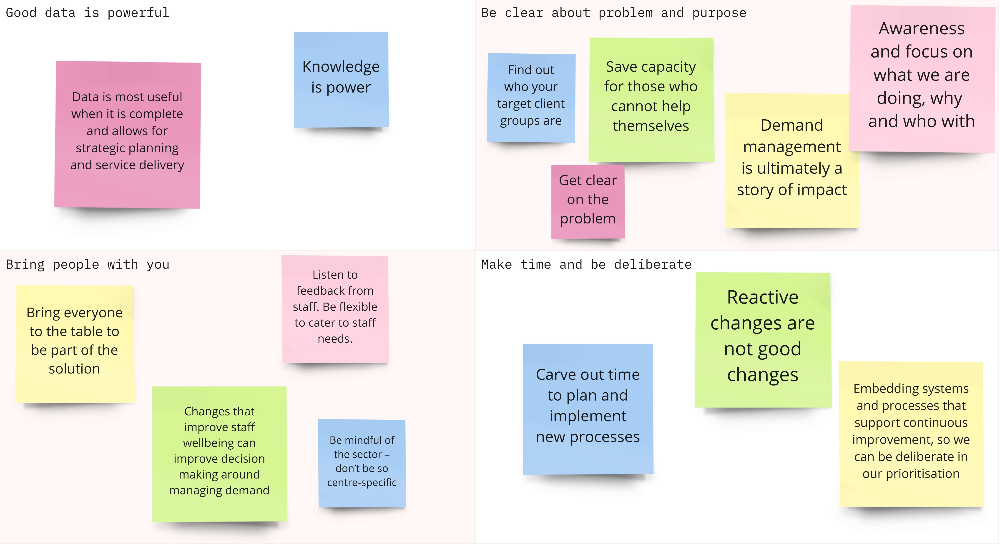 Good data is powerful
Data is most useful
when it is complete
and allows for
strategic planning
and service delivery
Knowledge
is power
Be clear about problem and purpose
Find out
who your
target client
groups are
Save capacity
for those who
cannot help
themselves
Get clear
on the
problem
Demand
management
is ultimately a
story of impact
Awareness
and focus on
what we are
doing, why
and who with
Bring people with you
Bring everyone
to the table to
be part of the
solution
Listen to
feedback from
staff. Be flexible
to cater to staff
needs.
Changes that
improve staff
wellbeing can
improve decision
making around
managing demand
Be mindful of
the sector –
don’t be so
centre-specific
Make time and be deliberate
Carve out time
to plan and
implement
new processes
Reactive
changes are
not good
changes
Embedding systems
and processes that
support continuous
improvement, so we
can be deliberate in
our prioritisation